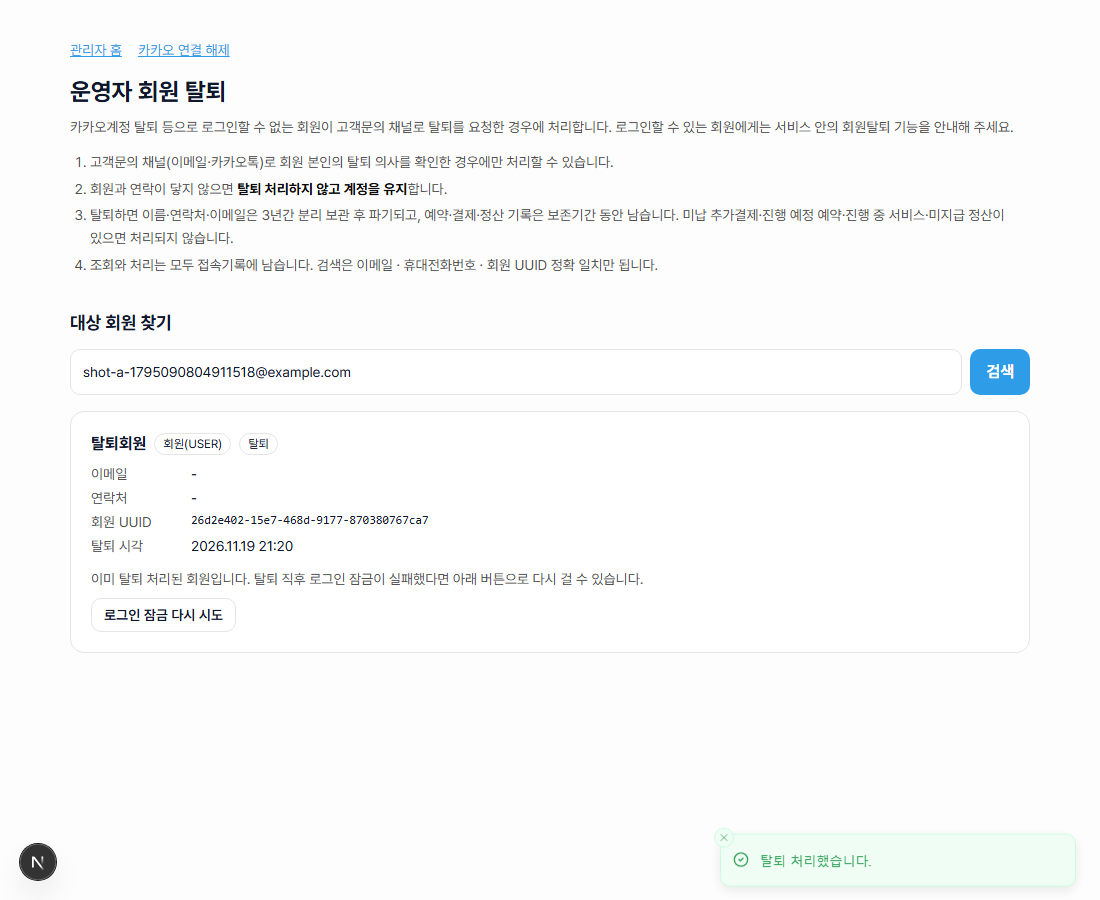 관리자 홈 카카오 연결 해제
운영자 회원 탈퇴
카카오계정 탈퇴 등으로 로그인할 수 없는 회원이 고객문의 채널로 탈퇴를 요청한 경우에 처리합니다. 로그인할 수 있는 회원에게는 서비스 안의 회원탈퇴 기능을 안내해 주세요.
1. 고객문의 채널(이메일·카카오톡)로 회원 본인의 탈퇴 의사를 확인한 경우에만 처리할 수 있습니다.
2. 회원과 연락이 닿지 않으면 탈퇴 처리하지 않고 계정을 유지합니다.
3. 탈퇴하면 이름·연락처·이메일은 3년간 분리 보관 후 파기되고, 예약·결제·정산 기록은 보존기간 동안 남습니다. 미납 추가결제·진행 예정 예약·진행 중 서비스·미지급 정산이
있으면 처리되지 않습니다.
4. 조회와 처리는 모두 접속기록에 남습니다. 검색은 이메일 · 휴대전화번호 · 회원 UUID 정확 일치만 됩니다.
대상 회원 찾기
shot-a-1795090804911518@example.com 검색
탈퇴회원 회원(USER) 탈퇴
이메일 -
연락처 -
회원 UUID 26d2e402-15e7-468d-9177-870380767ca7
탈퇴 시각 2026.11.19 21:20
이미 탈퇴 처리된 회원입니다. 탈퇴 직후 로그인 잠금이 실패했다면 아래 버튼으로 다시 걸 수 있습니다.
로그인 잠금 다시 시도
탈퇴 처리했습니다.
N